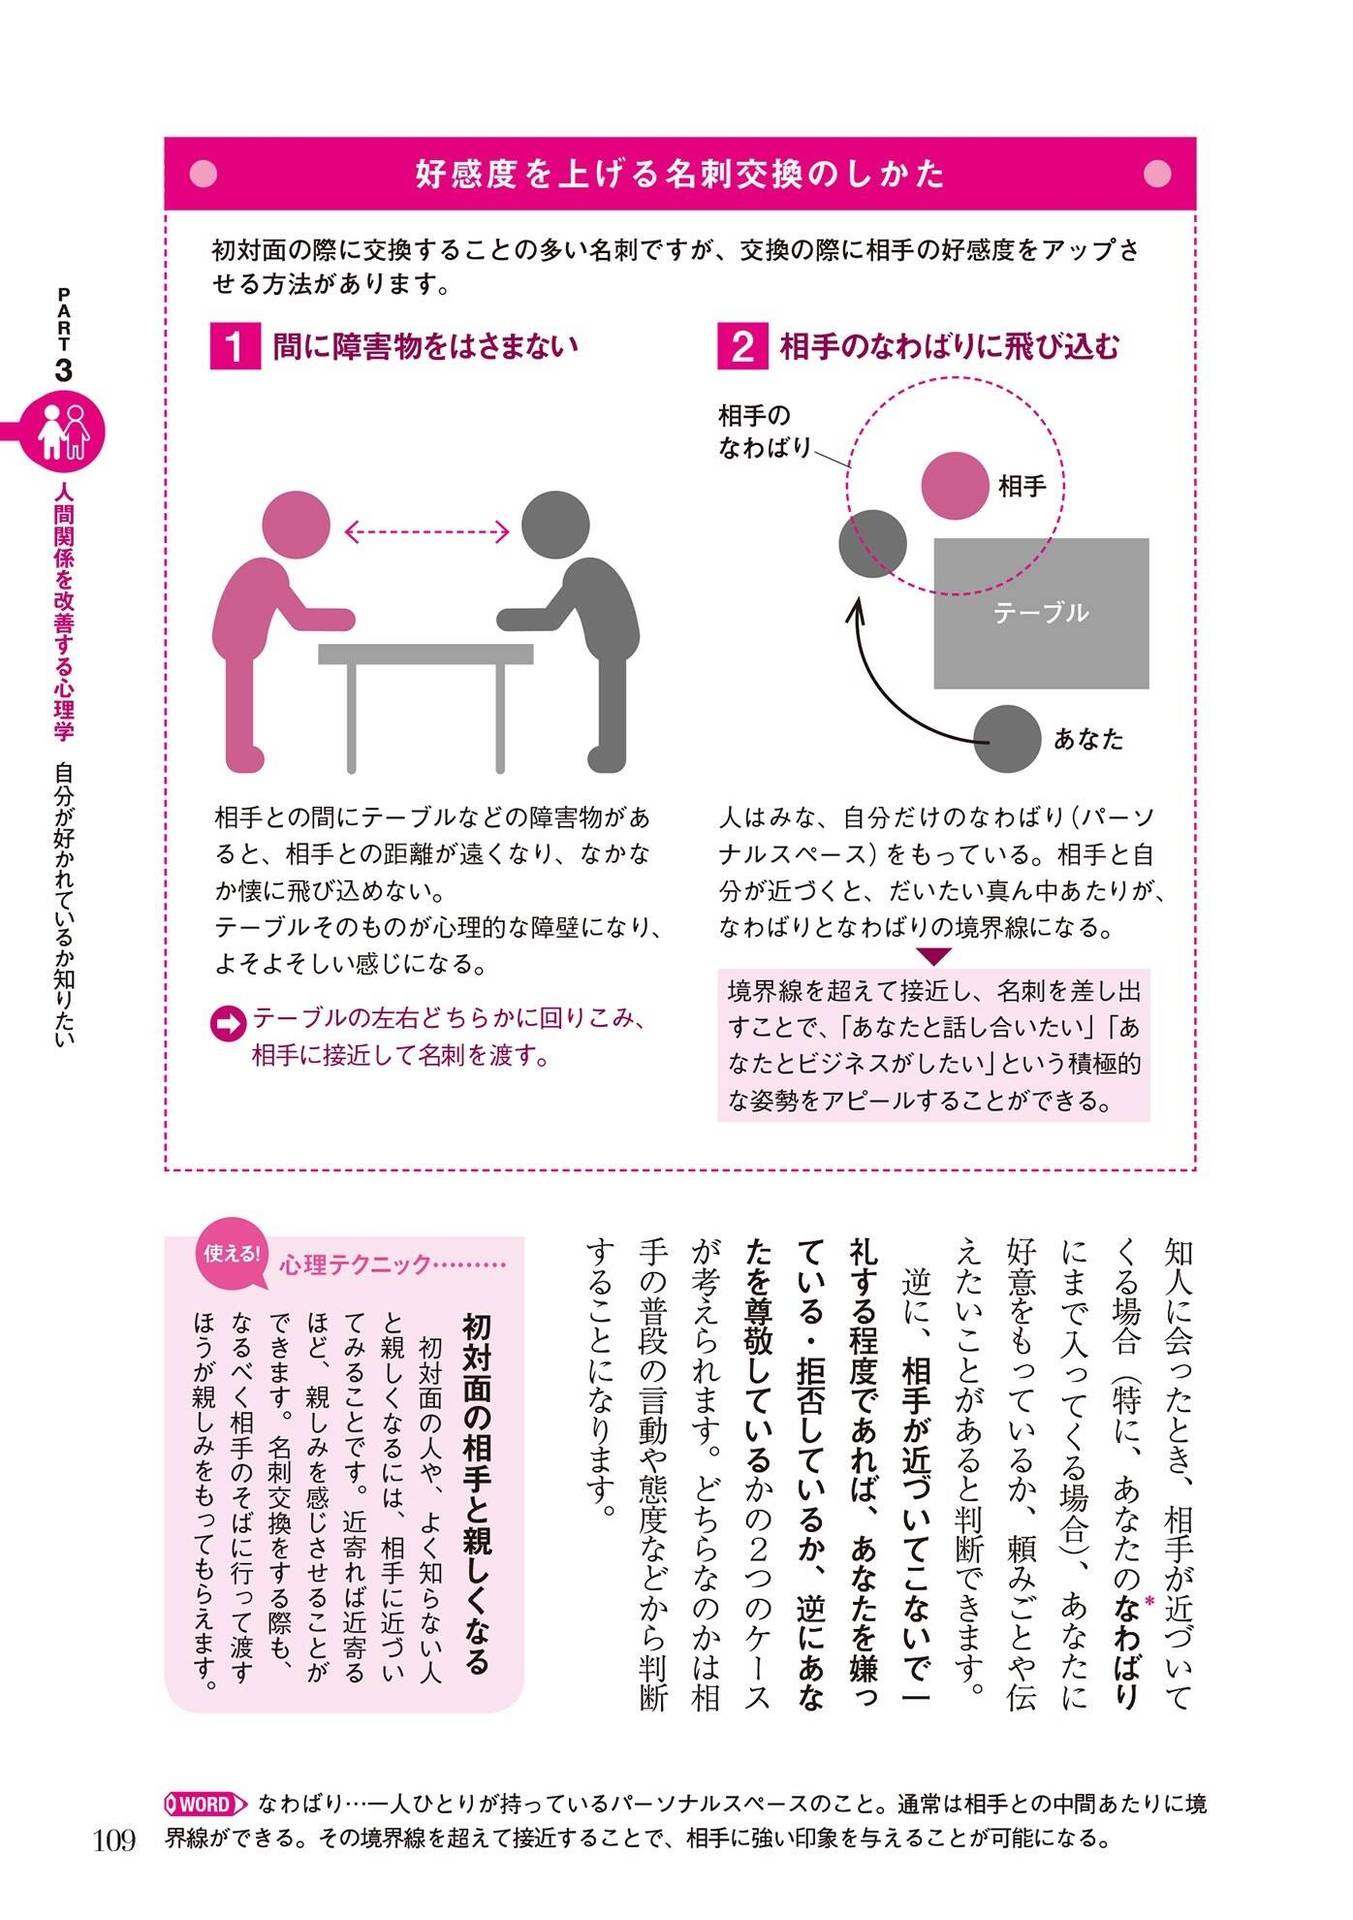 PART
3
人間関係を改善する心理学　自分が好かれているか知りたい
好感度を上げる名刺交換のしかた
初対面の際に交換することの多い名刺ですが、交換の際に相手の好感度をアップさ
せる方法があります。
1 間に障害物をはさまない
相手との間にテーブルなどの障害物があ
ると、相手との距離が遠くなり、なかな
か懐に飛び込めない。
テーブルそのものが心理的な障壁になり、
よそよそしい感じになる。
テーブルの左右どちらかに回りこみ、
相手に接近して名刺を渡す。
2 相手のなわばりに飛び込む
相手の
なわばり
相手
テーブル
あなた
人はみな、自分だけのなわばり（パーソ
ナルスペース）をもっている。相手と自
分が近づくと、だいたい真ん中あたりが、
なわばりとなわばりの境界線になる。
境界線を超えて接近し、名刺を差し出
すことで、「あなたと話し合いたい」「あ
なたとビジネスがしたい」という積極的
な姿勢をアピールすることができる。
知人に会ったとき、相手が近づいて
くる場合（特に、あなたのなわばり*
にまで入ってくる場合）、あなたに
好意をもっているか、頼みごとや伝
えたいことがあると判断できます。
逆に、相手が近づいてこないで一
礼する程度であれば、あなたを嫌っ
ている・拒否しているか、逆にあな
たを尊敬しているかの2つのケース
が考えられます。どちらなのかは相
手の普段の言動や態度などから判断
することになります。
使える!
心理テクニック………
初対面の相手と親しくなる
初対面の人や、よく知らない人
と親しくなるには、相手に近づい
てみることです。近寄れば近寄る
ほど、親しみを感じさせることが
できます。名刺交換をする際も、
なるべく相手のそばに行って渡す
ほうが親しみをもってもらえます。
WORD なわばり…一人ひとりが持っているパーソナルスペースのこと。通常は相手との中間あたりに境
界線ができる。その境界線を超えて接近することで、相手に強い印象を与えることが可能になる。
109